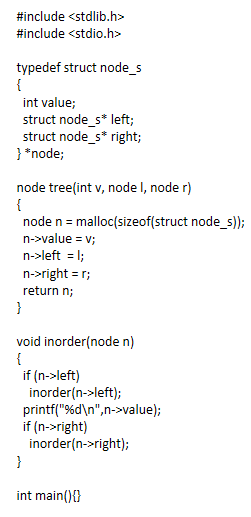 #include <stdlib.h>
#include <stdio.h>

typedef struct node_s
{
  int value;
  struct node_s* left;
  struct node_s* right;
} *node;

node tree(int v, node l, node r)
{
  node n = malloc(sizeof(struct node_s));
  n->value = v;
  n->left  = l;
  n->right = r;
  return n;
}

void inorder(node n)
{
  if (n->left)
    inorder(n->left);
  printf("%d\n",n->value);
  if (n->right)
    inorder(n->right);
}

int main(){}